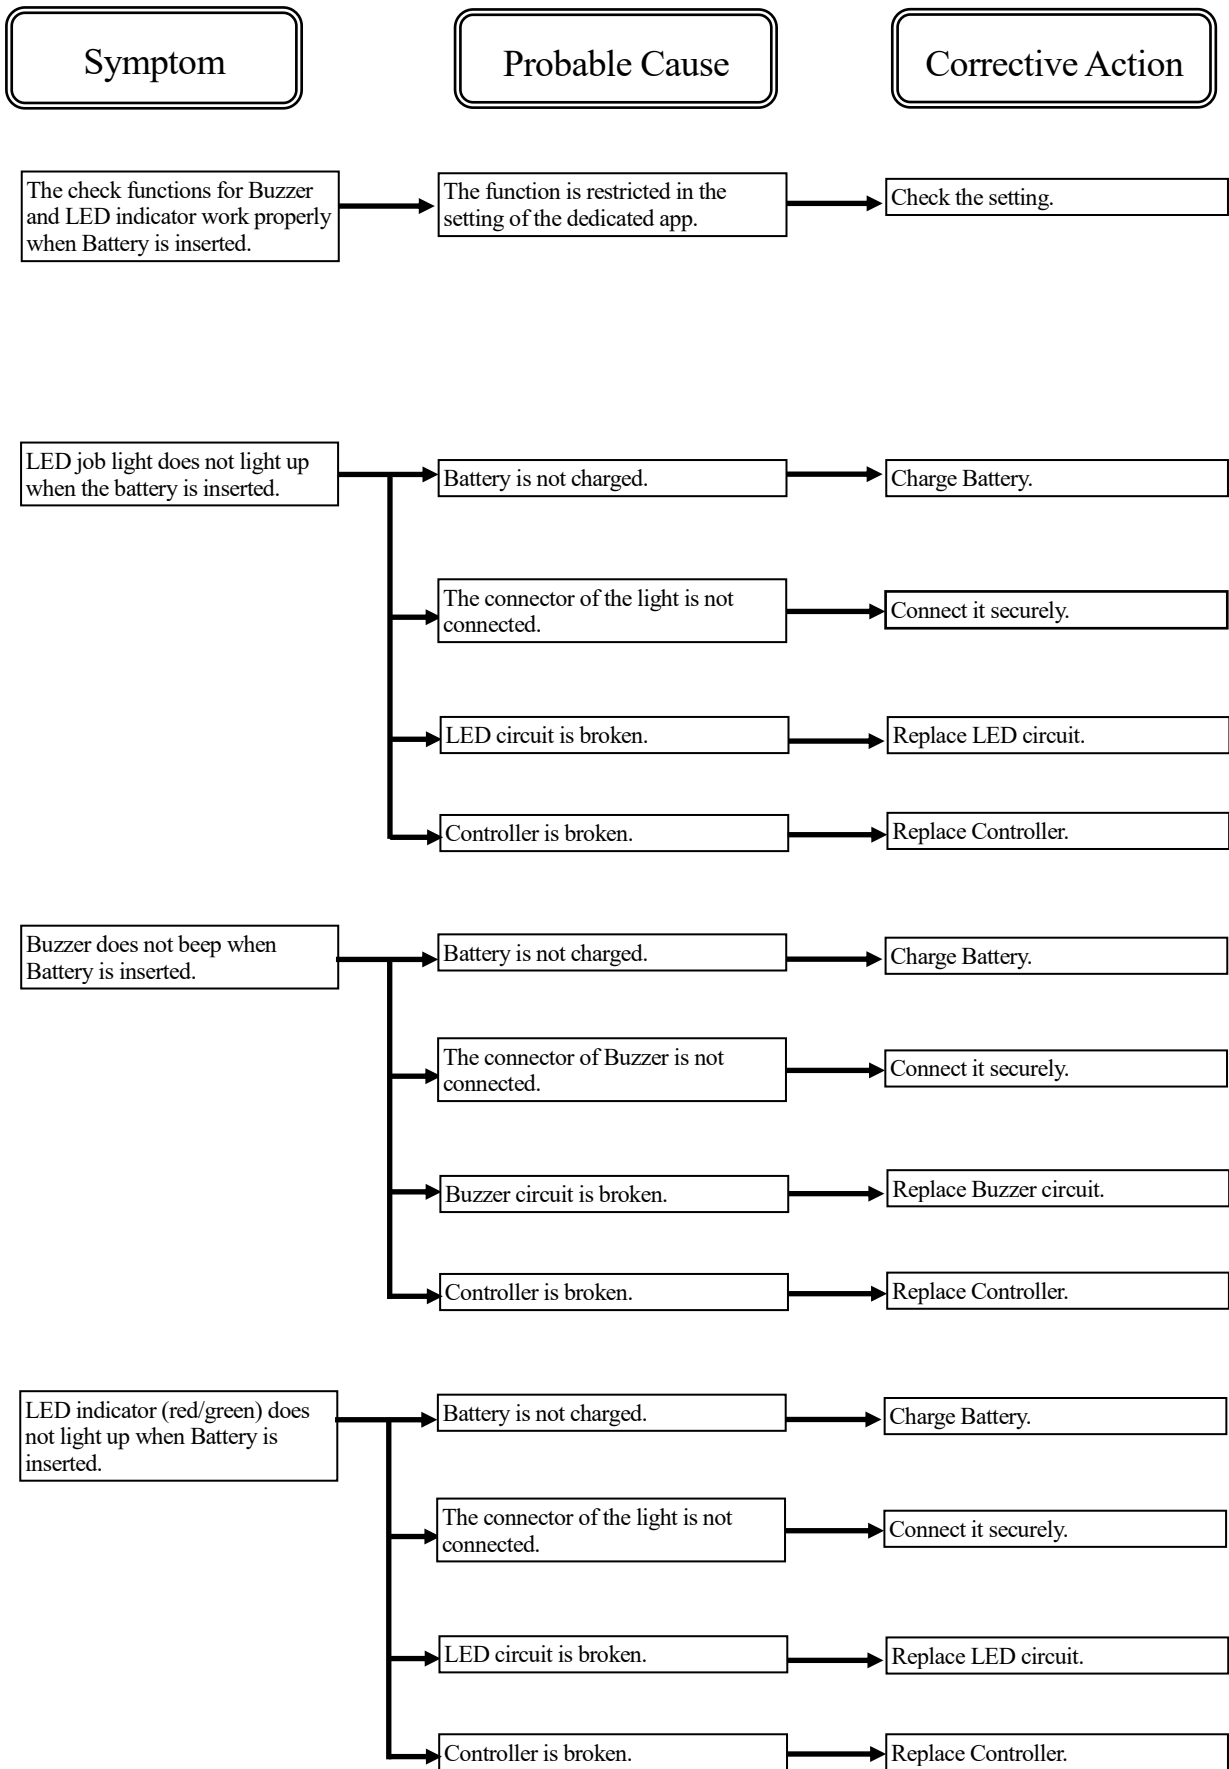 Symptom
Probable Cause
Corrective Action
The check functions for Buzzer
and LED indicator work properly
when Battery is inserted.
The function is restricted in the
setting of the dedicated app.
Check the setting.
LED job light does not light up
when the battery is inserted.
Battery is not charged.
Charge Battery.
The connector of the light is not
connected.
Connect it securely.
LED circuit is broken.
Replace LED circuit.
Controller is broken.
Replace Controller.
Buzzer does not beep when
Battery is inserted.
Battery is not charged.
Charge Battery.
The connector of Buzzer is not
connected.
Connect it securely.
Buzzer circuit is broken.
Replace Buzzer circuit.
Controller is broken.
Replace Controller.
LED indicator (red/green) does
not light up when Battery is
inserted.
Battery is not charged.
Charge Battery.
The connector of the light is not
connected.
Connect it securely.
LED circuit is broken.
Replace LED circuit.
Controller is broken.
Replace Controller.